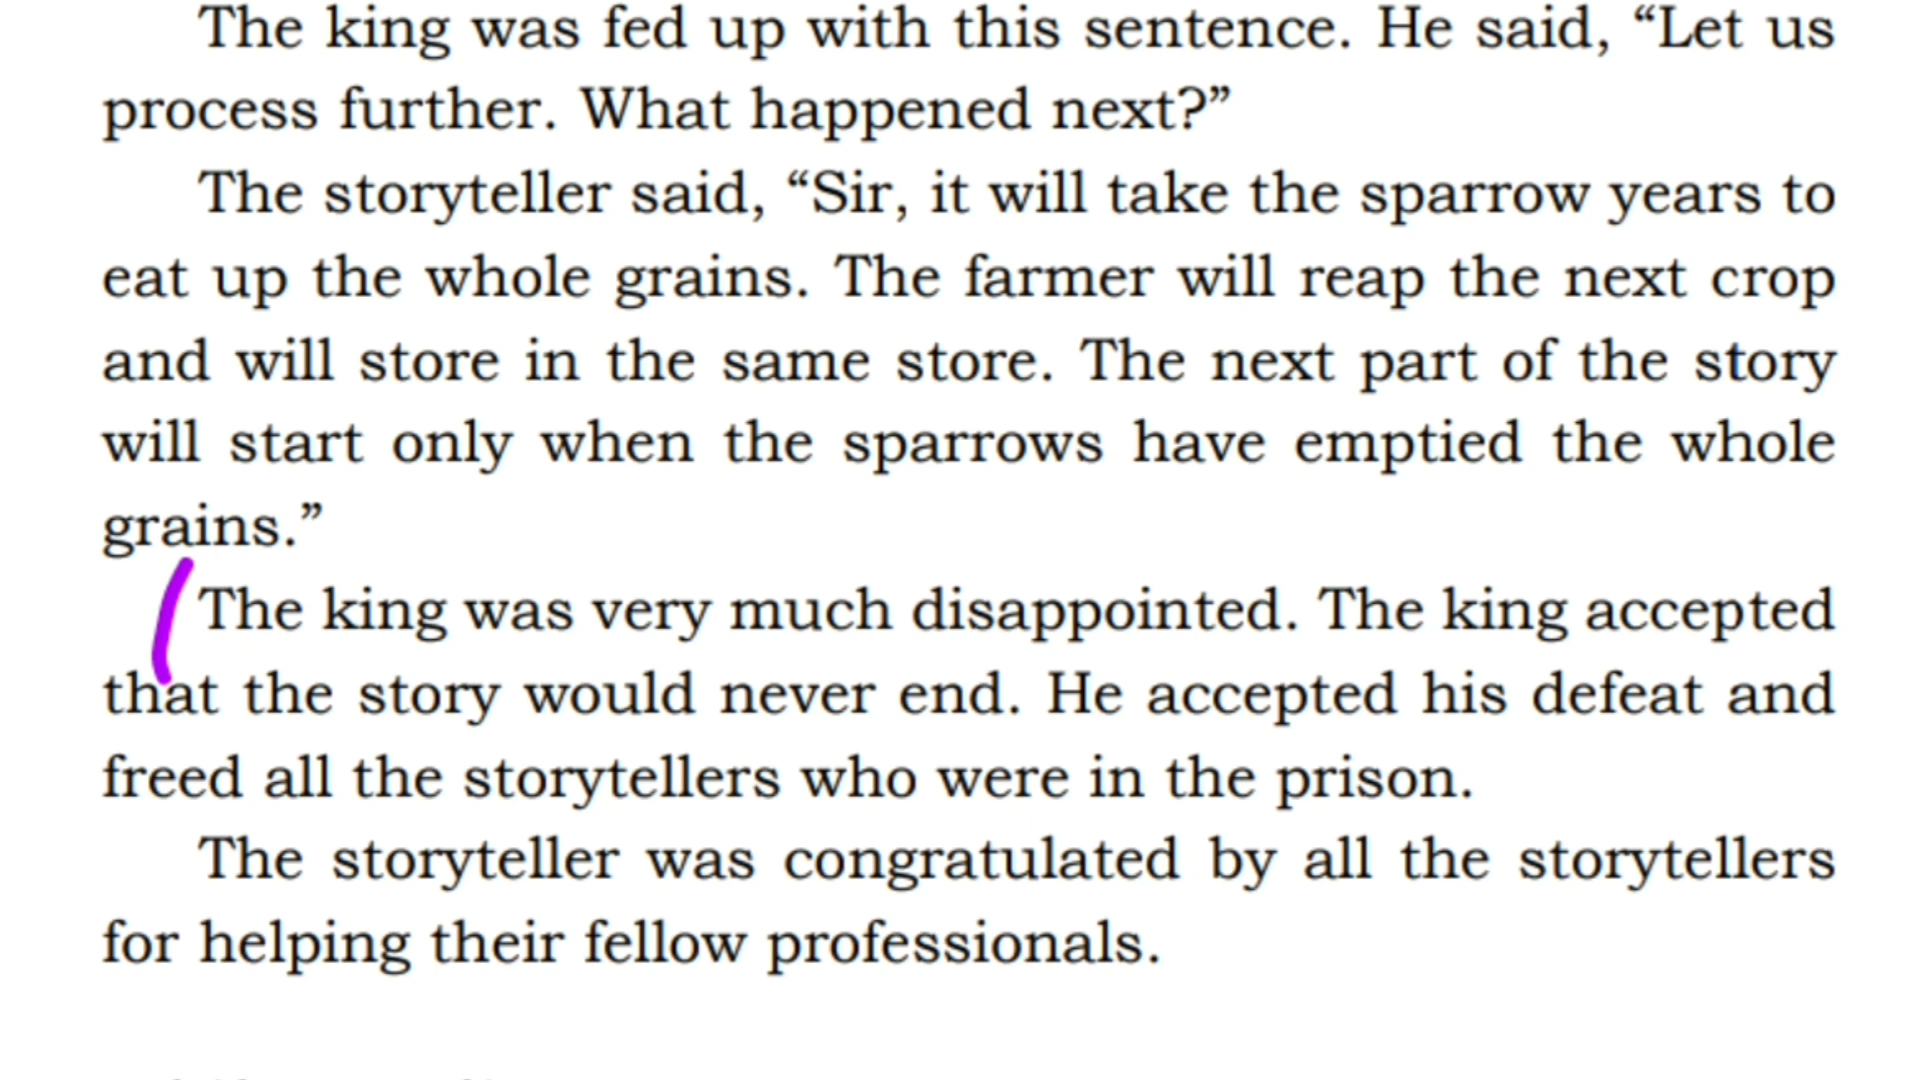 The king was fed up with this sentence. He said, “Let us
process further. What happened next?”
The storyteller said, “Sir, it will take the sparrow years to
eat up the whole grains. The farmer will reap the next crop
and will store in the same store. The next part of the story
will start only when the sparrows have emptied the whole
grains.”
The king was very much disappointed. The king accepted
that the story would never end. He accepted his defeat and
freed all the storytellers who were in the prison.
The storyteller was congratulated by all the storytellers
for helping their fellow professionals.